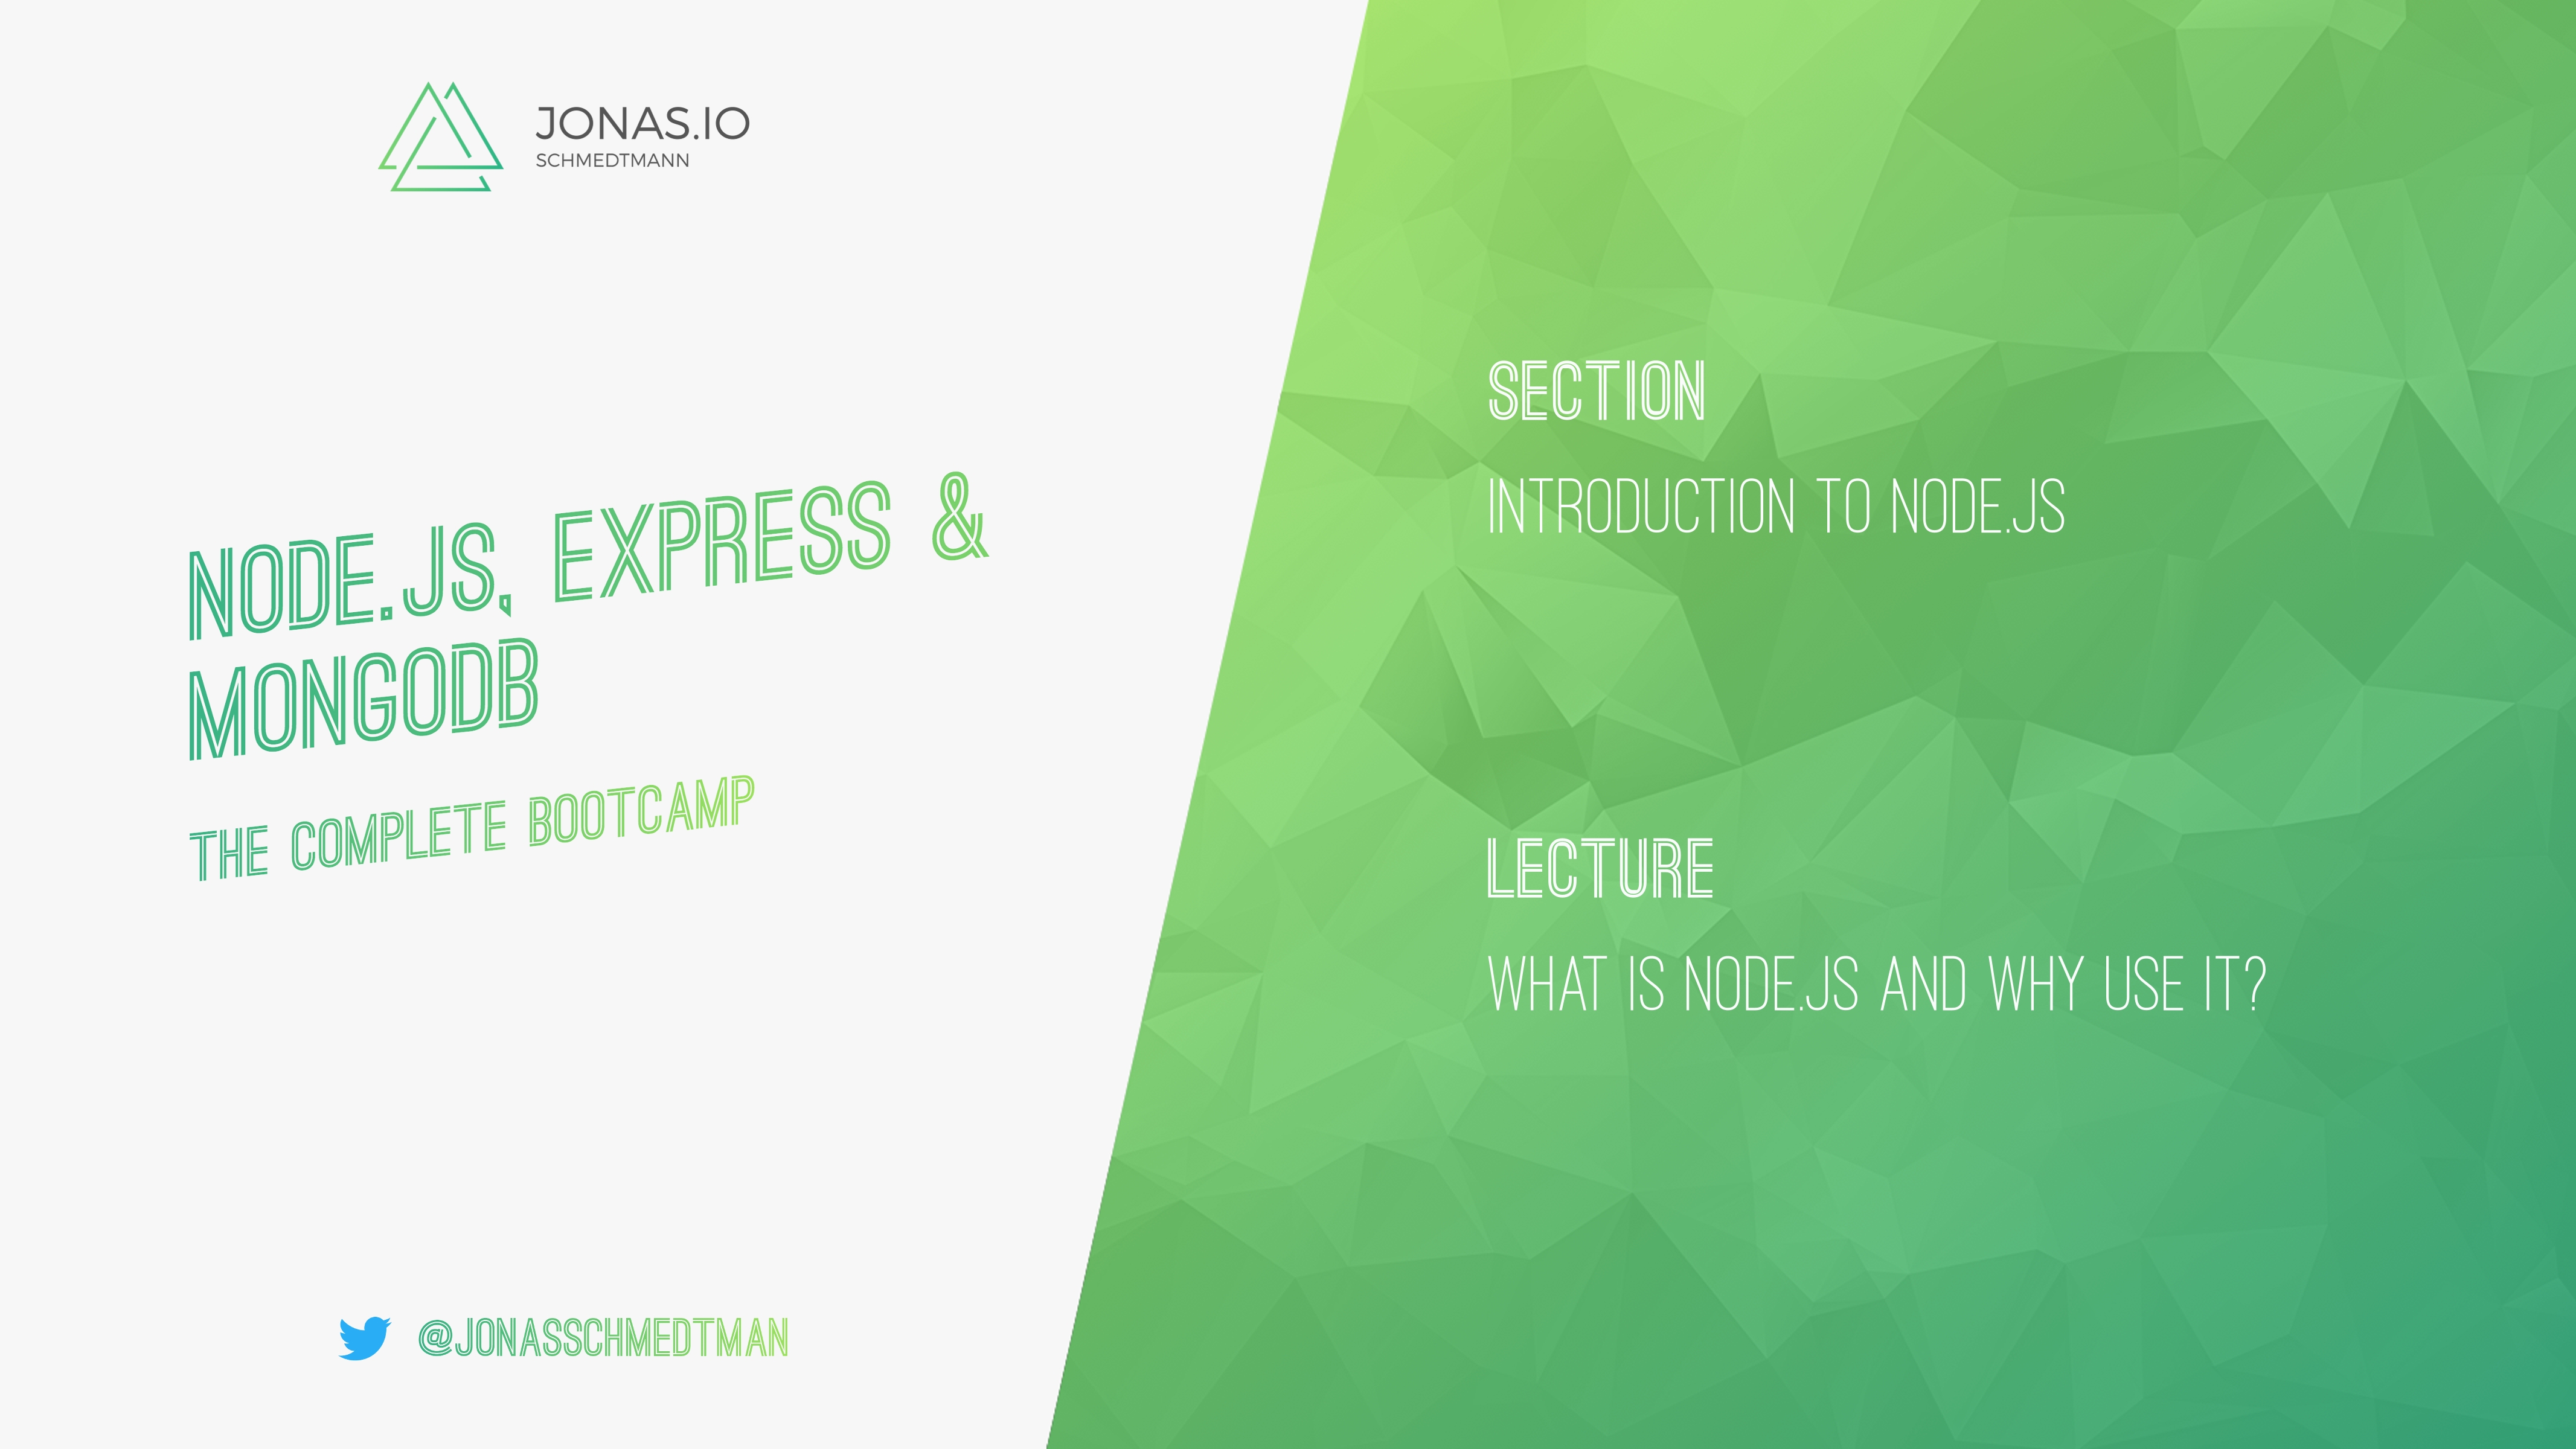 JONAS.IO
SCHMEDTMANN
NODE.JS, EXPRESS &
MONGODB
THE COMPLETE BOOTCAMP
@JONASSCHMEDTMAN
SECTION
INTRODUCTION TO NODE.JS
LECTURE
WHAT IS NODE.JS AND WHY USE IT?